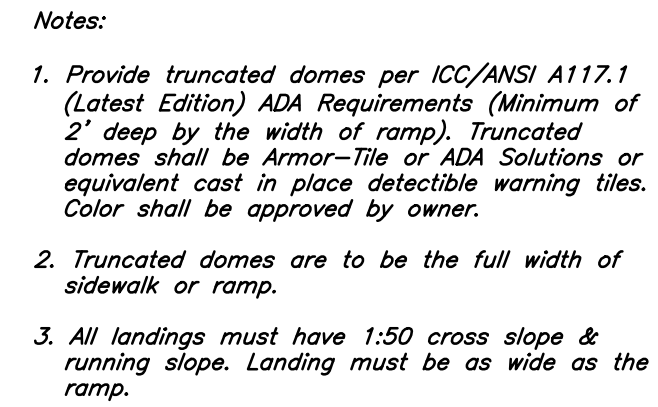 Notes:
1. Provide truncated domes per ICC/ANSI A117.1
(Latest Edition) ADA Requirements (Minimum of
2' deep by the width of ramp). Truncated
domes shall be Armor-Tile or ADA Solutions or
equivalent cast in place detectible warning tiles.
Color shall be approved by owner.
2. Truncated domes are to be the full width of
sidewalk or ramp.
3. All landings must have 1:50 cross slope &
running slope. Landing must be as wide as the
ramp.